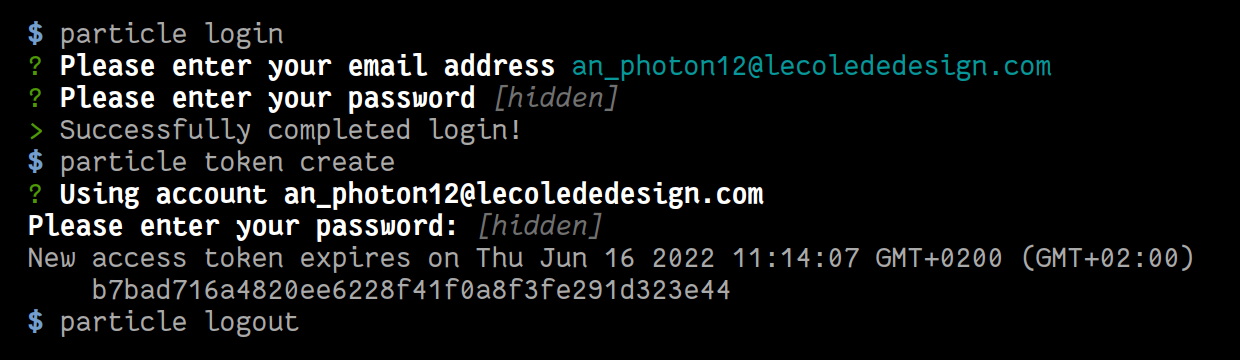 $ particle login
? Please enter your email address an_photon12@lecolededesign.com
? Please enter your password [hidden]
> Successfully completed login!
$ particle token create
? Using account an_photon12@lecolededesign.com
Please enter your password: [hidden]
New access token expires on Thu Jun 16 2022 11:14:07 GMT+0200 (GMT+02:00)
b7bad716a4820ee6228f41f0a8f3fe291d323e44
$ particle logout